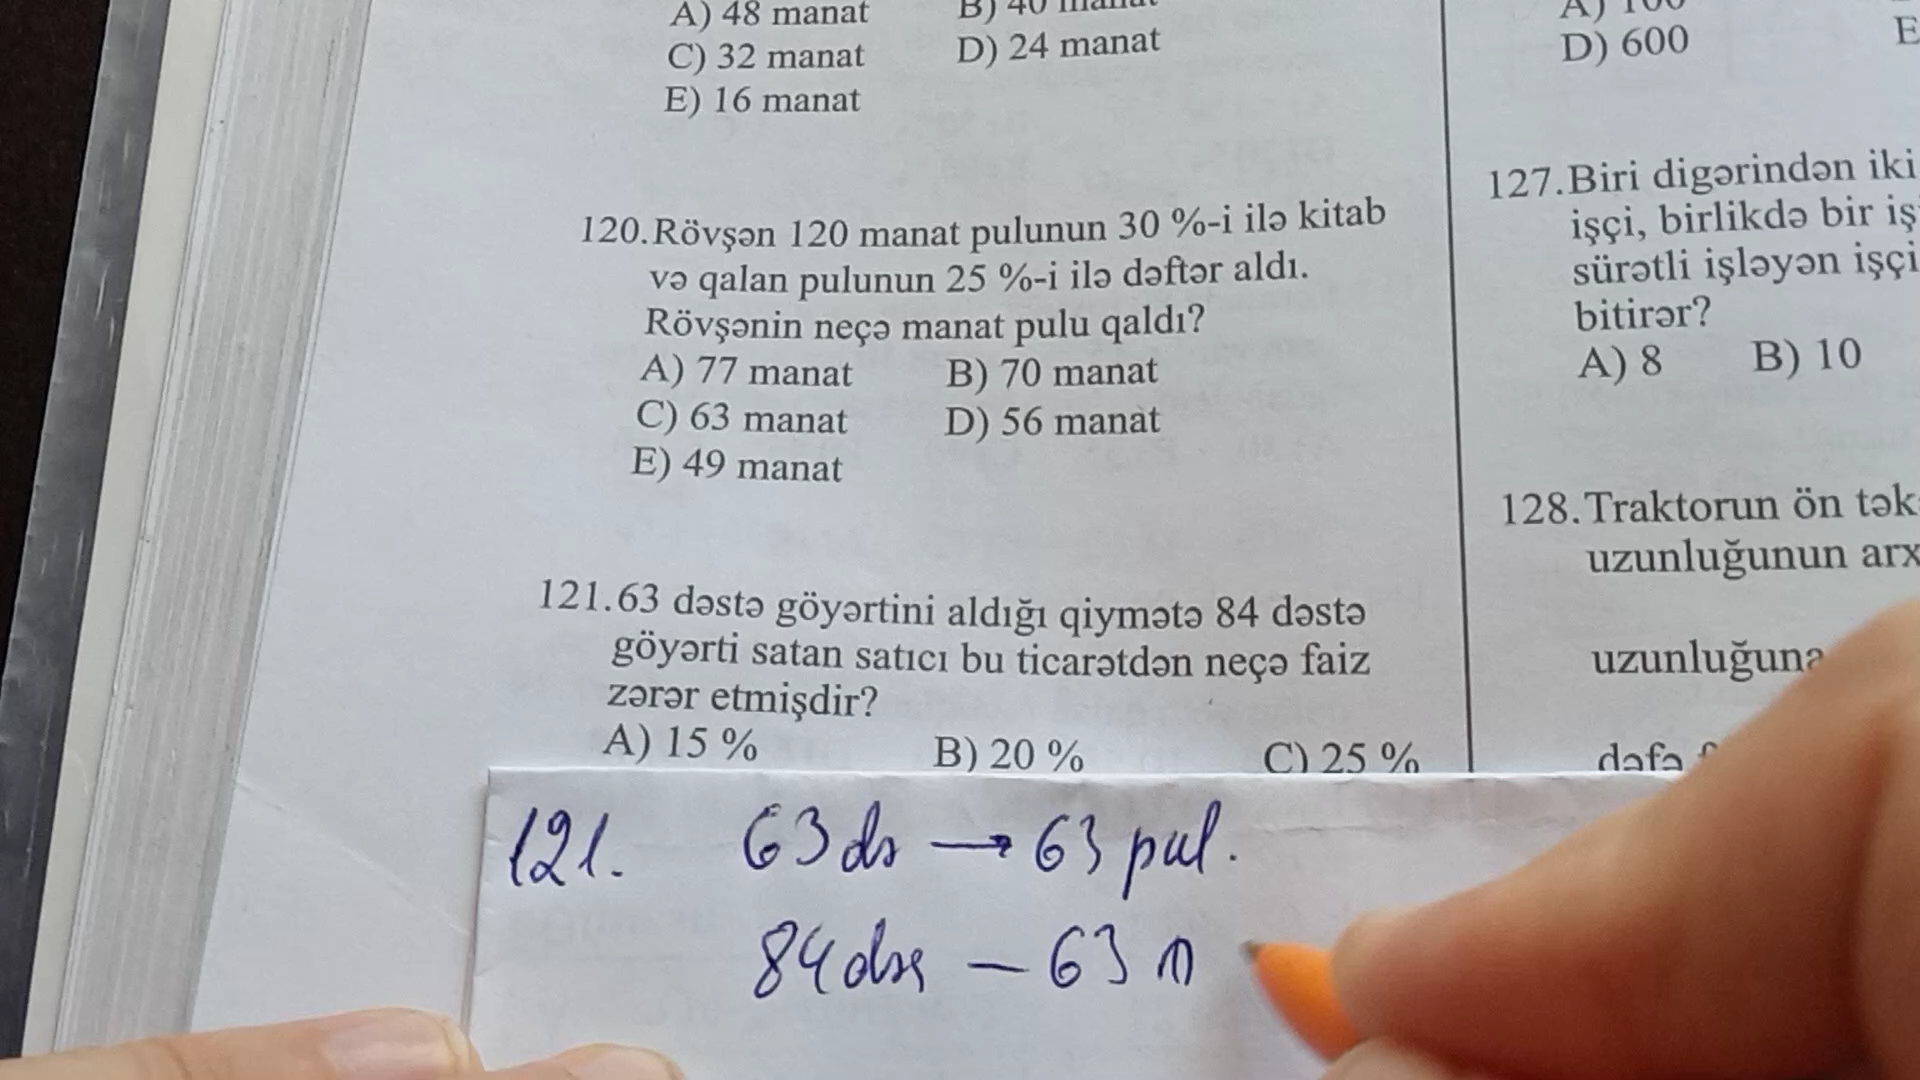 A) 48 manat B) 40 manat
C) 32 manat D) 24 manat
E) 16 manat
120. Rövşən 120 manat pulunun 30 %-i ilə kitab
və qalan pulunun 25 %-i ilə dəftər aldı.
Rövşənin neçə manat pulu qaldı?
A) 77 manat B) 70 manat
C) 63 manat D) 56 manat
E) 49 manat
121. 63 dəstə göyərtini aldığı qiymətə 84 dəstə
göyərti satan satıcı bu ticarətdən neçə faiz
zərər etmişdir?
A) 15 % B) 20 % C) 25 %
121. 63 ds → 63 pul.
84 — 63
A) 100
D) 600 E
127. Biri digərindən iki
işçi, birlikdə bir iş
sürətli işləyən işçi
bitirər?
A) 8 B) 10
128. Traktorun ön tək
uzunluğunun arx
uzunluğuna
dəfə